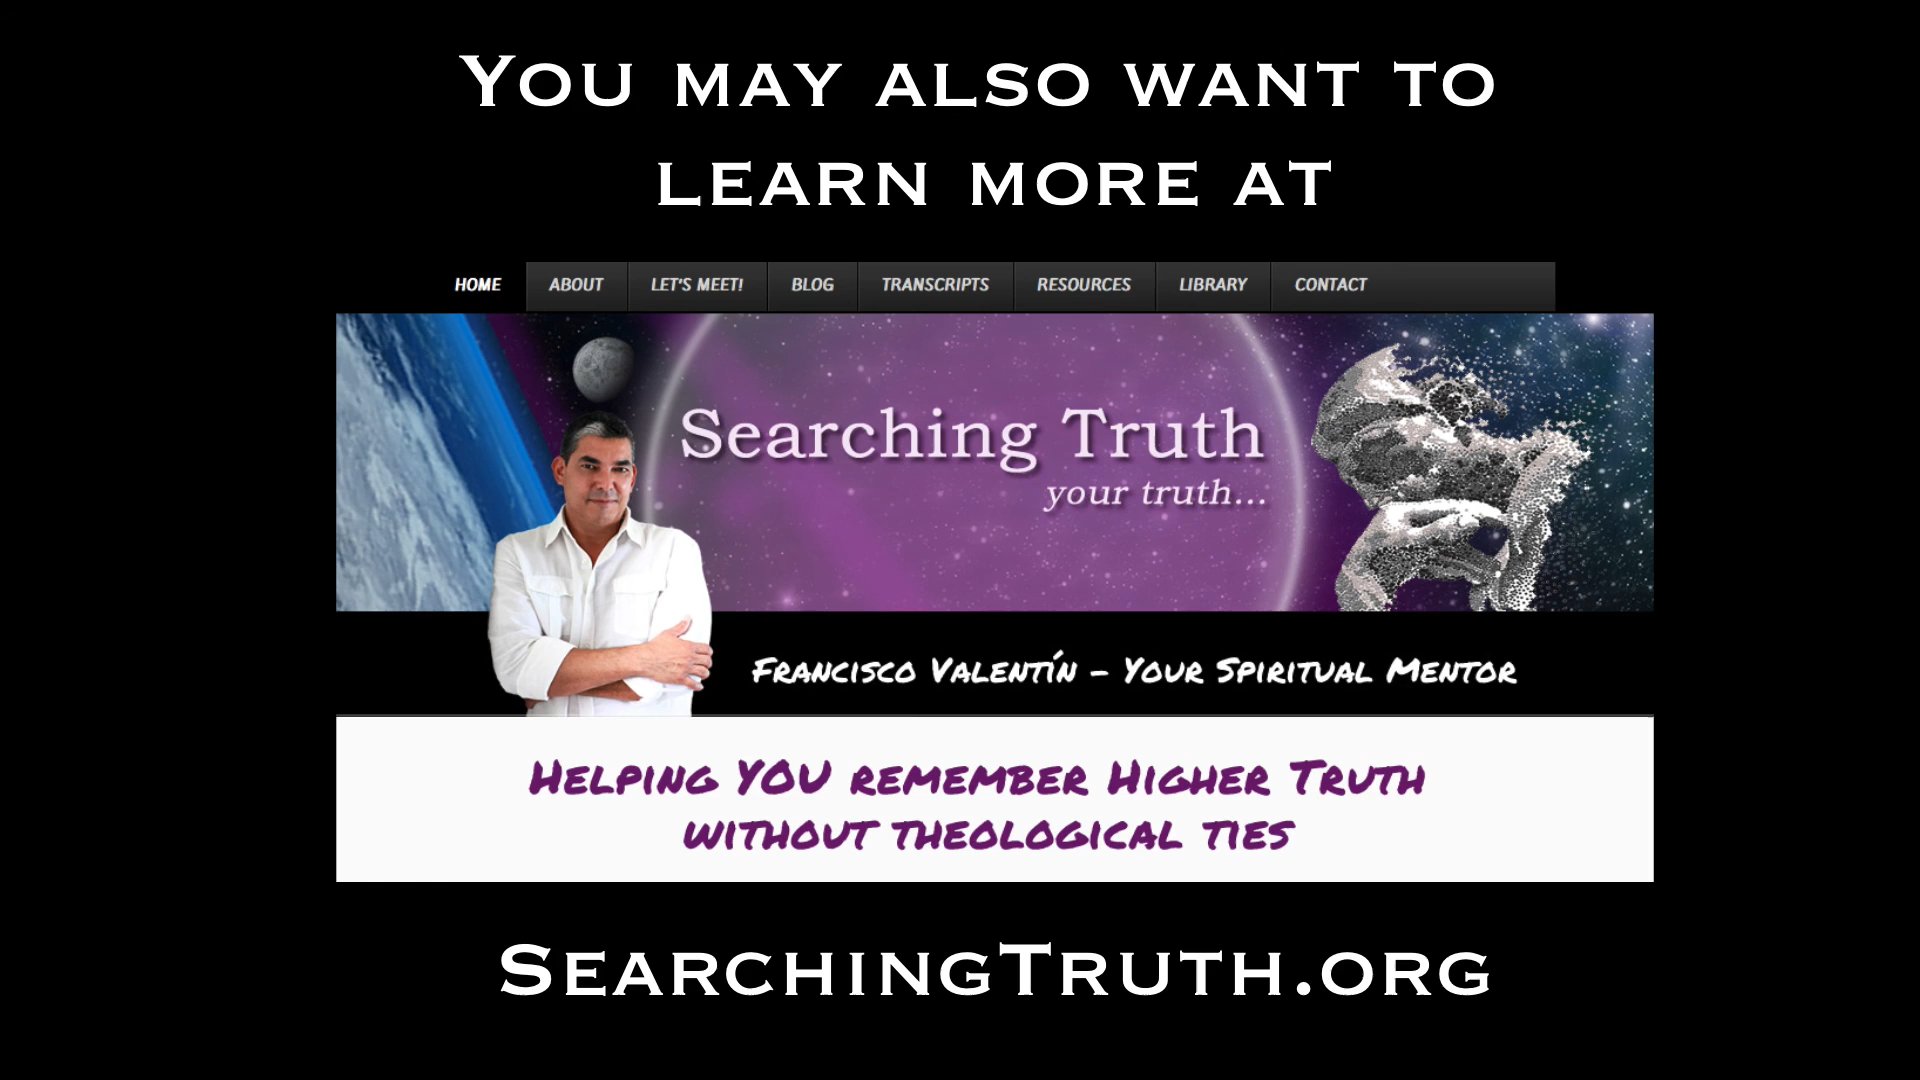 You may also want to
learn more at
HOME ABOUT LET'S MEET! BLOG TRANSCRIPTS RESOURCES LIBRARY CONTACT
Searching Truth
your truth...
Francisco Valentín - Your Spiritual Mentor
Helping YOU remember Higher Truth
without theological ties
SearchingTruth.org